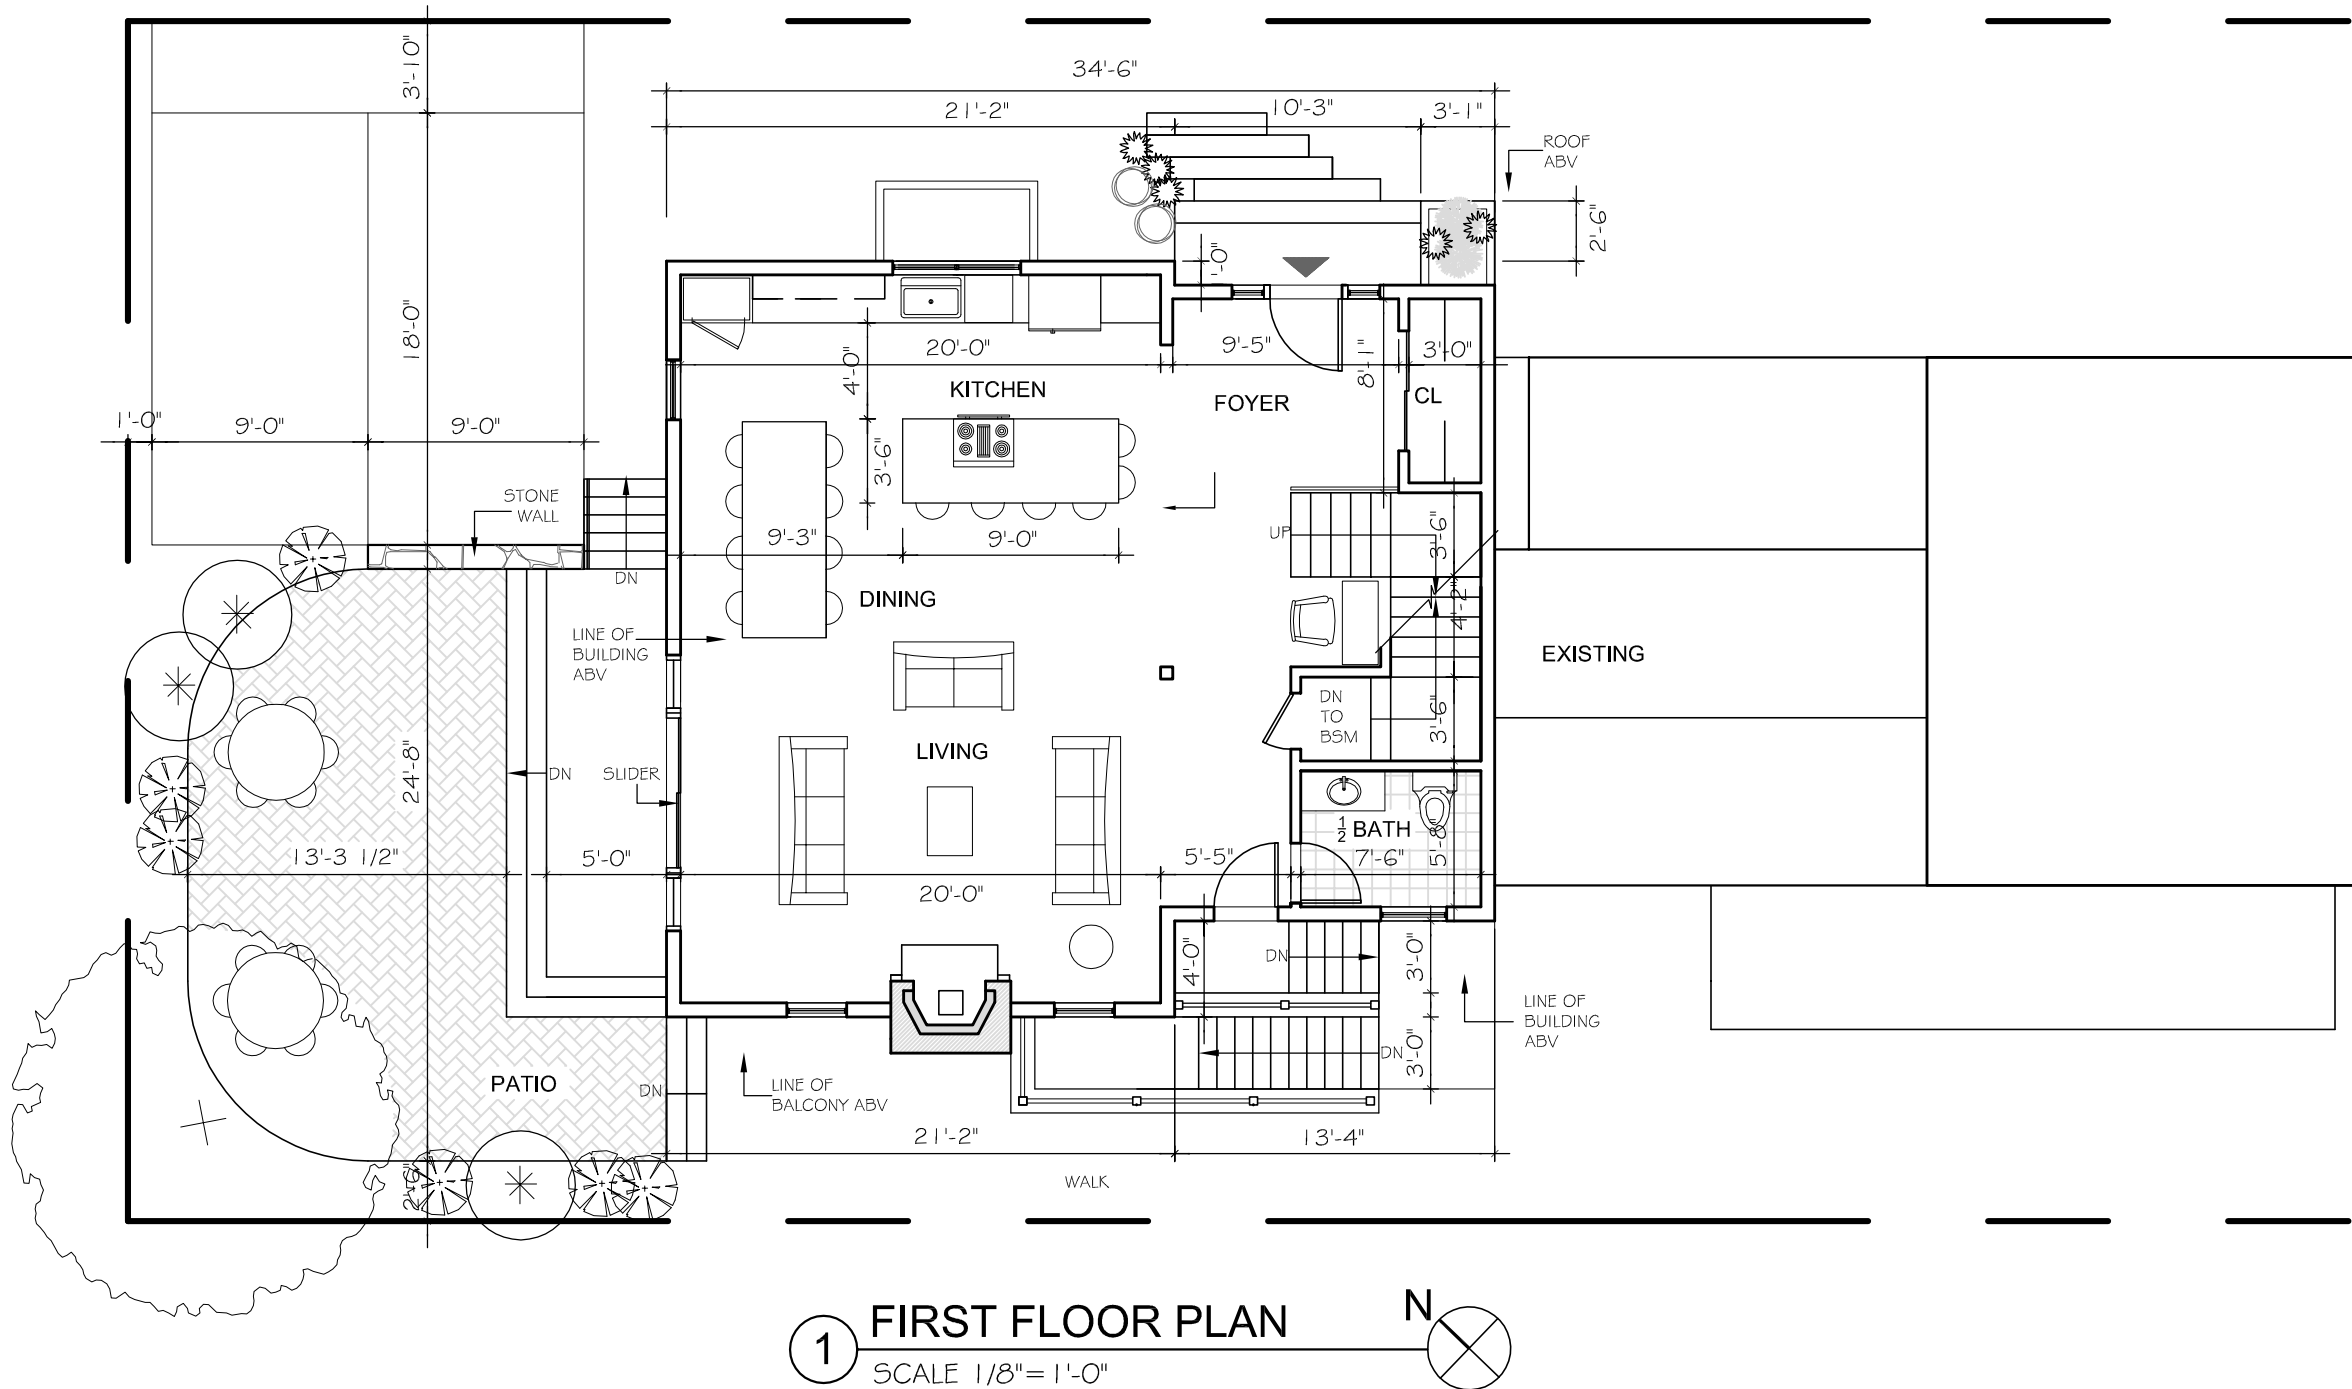 34'-6"
3'-10"
21'-2"
10'-3"
3'-1"
ROOF
ABV
2'-6"
18'-0"
20'-0"
9'-5"
3'-0"
4'-0"
8'-1"
KITCHEN
FOYER
CL
1'-0"
9'-0"
9'-0"
3'-6"
STONE
WALL
9'-3"
9'-0"
UP
3'-6"
DN
DINING
4'-2"
LINE OF
BUILDING
ABV
EXISTING
DN
TO
BSM
3'-6"
LIVING
24'-8"
DN
SLIDER
1/2 BATH
5'-8"
13'-3 1/2"
5'-0"
5'-5"
7'-6"
20'-0"
4'-0"
DN
3'-0"
LINE OF
BUILDING
ABV
DN
3'-0"
PATIO
DN
LINE OF
BALCONY ABV
21'-2"
13'-4"
2'-6"
WALK
N
1
FIRST FLOOR PLAN
SCALE 1/8"=1'-0"